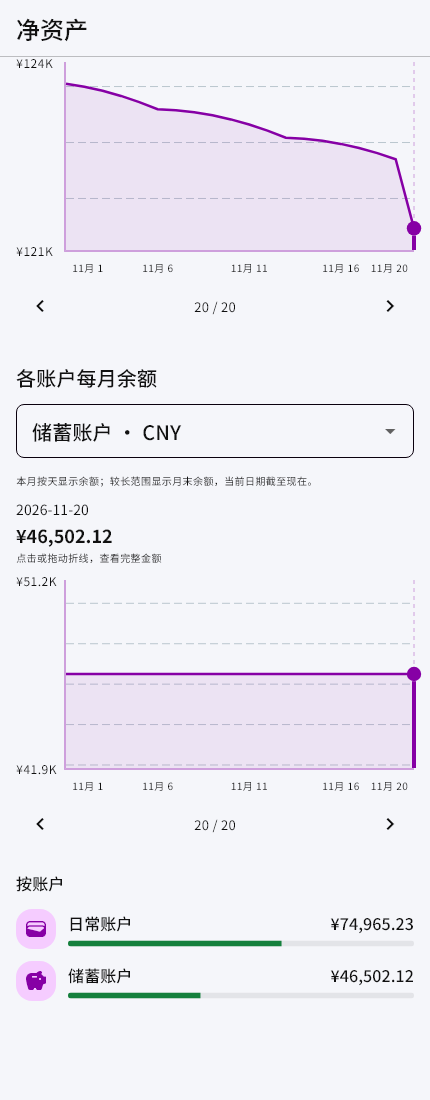 净资产
¥124K
¥121K
11月 1
11月 6
11月 11
11月 16
11月 20
20 / 20
各账户每月余额
储蓄账户 • CNY
本月按天显示余额；较长范围显示月末余额，当前日期截至现在。
2026-11-20
¥46,502.12
点击或拖动折线，查看完整金额
¥51.2K
¥41.9K
11月 1
11月 6
11月 11
11月 16
11月 20
20 / 20
按账户
日常账户
¥74,965.23
储蓄账户
¥46,502.12